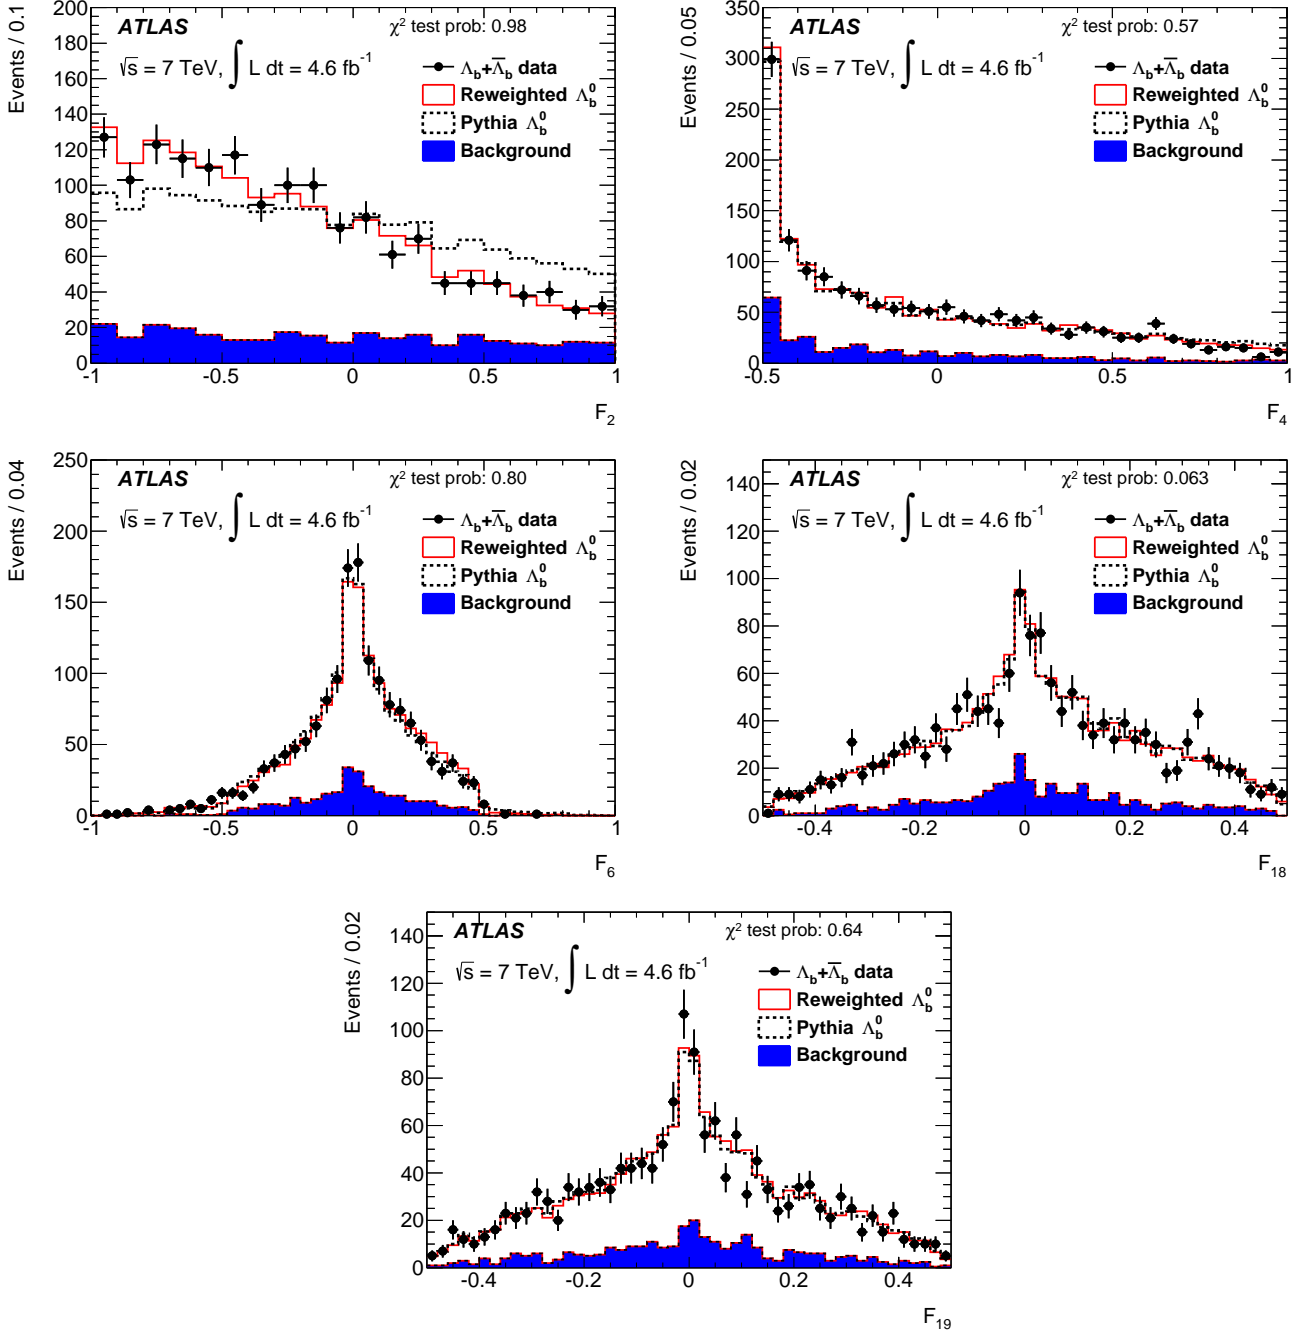 ATLAS
χ² test prob: 0.98
√s = 7 TeV, ∫ L dt = 4.6 fb⁻¹
Λb+Λ̅b data
Reweighted Λb⁰
Pythia Λb⁰
Background
Events / 0.1
200
180
160
140
120
100
80
60
40
20
0
-1 -0.5 0 0.5 1
F₂
ATLAS
χ² test prob: 0.57
√s = 7 TeV, ∫ L dt = 4.6 fb⁻¹
Λb+Λ̅b data
Reweighted Λb⁰
Pythia Λb⁰
Background
Events / 0.05
350
300
250
200
150
100
50
0
-0.5 0 0.5 1
F₄
ATLAS
χ² test prob: 0.80
√s = 7 TeV, ∫ L dt = 4.6 fb⁻¹
Λb+Λ̅b data
Reweighted Λb⁰
Pythia Λb⁰
Background
Events / 0.04
250
200
150
100
50
0
-1 -0.5 0 0.5 1
F₆
ATLAS
χ² test prob: 0.063
√s = 7 TeV, ∫ L dt = 4.6 fb⁻¹
Λb+Λ̅b data
Reweighted Λb⁰
Pythia Λb⁰
Background
Events / 0.02
140
120
100
80
60
40
20
0
-0.4 -0.2 0 0.2 0.4
F₁₈
ATLAS
χ² test prob: 0.64
√s = 7 TeV, ∫ L dt = 4.6 fb⁻¹
Λb+Λ̅b data
Reweighted Λb⁰
Pythia Λb⁰
Background
Events / 0.02
140
120
100
80
60
40
20
0
-0.4 -0.2 0 0.2 0.4
F₁₉